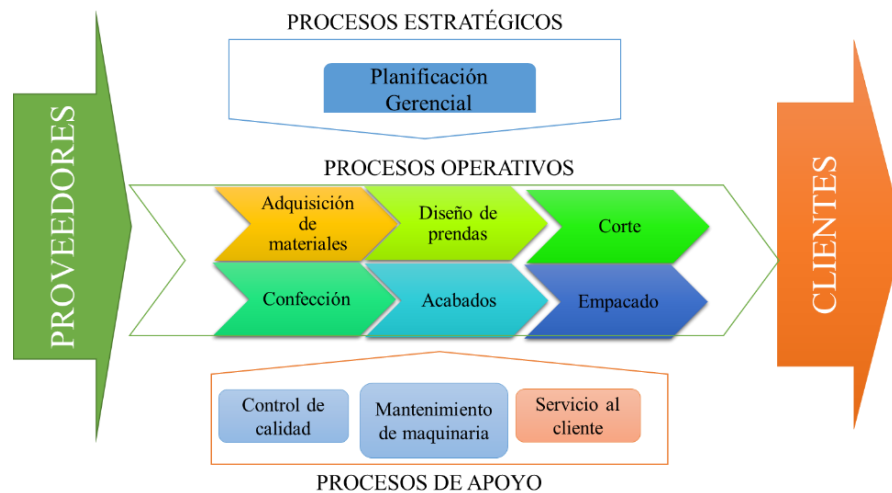 PROCESOS ESTRATÉGICOS
Planificación
Gerencial
PROVEEDORES
PROCESOS OPERATIVOS
Adquisición
de
materiales
Diseño de
prendas
Corte
Confección
Acabados
Empacado
CLIENTES
Control de
calidad
Mantenimiento
de maquinaria
Servicio al
cliente
PROCESOS DE APOYO